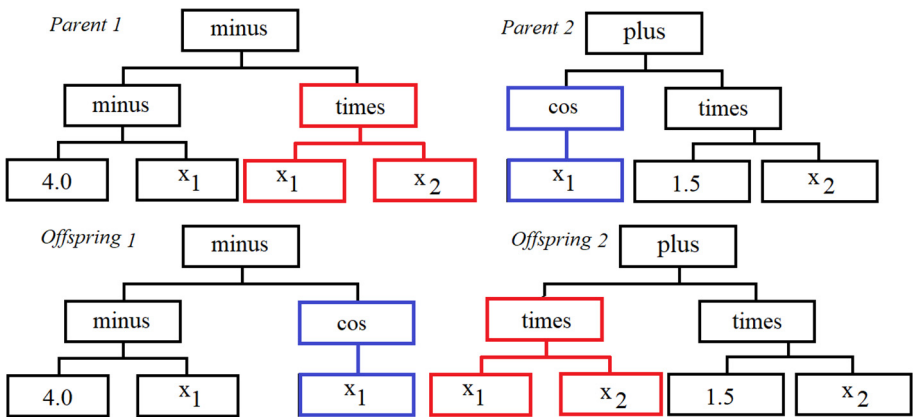 Parent 1
minus
Parent 2
plus
minus
times
cos
times
4.0
x1
x1
x2
x1
1.5
x2
Offspring 1
minus
Offspring 2
plus
minus
cos
times
times
4.0
x1
x1
x1
x2
1.5
x2